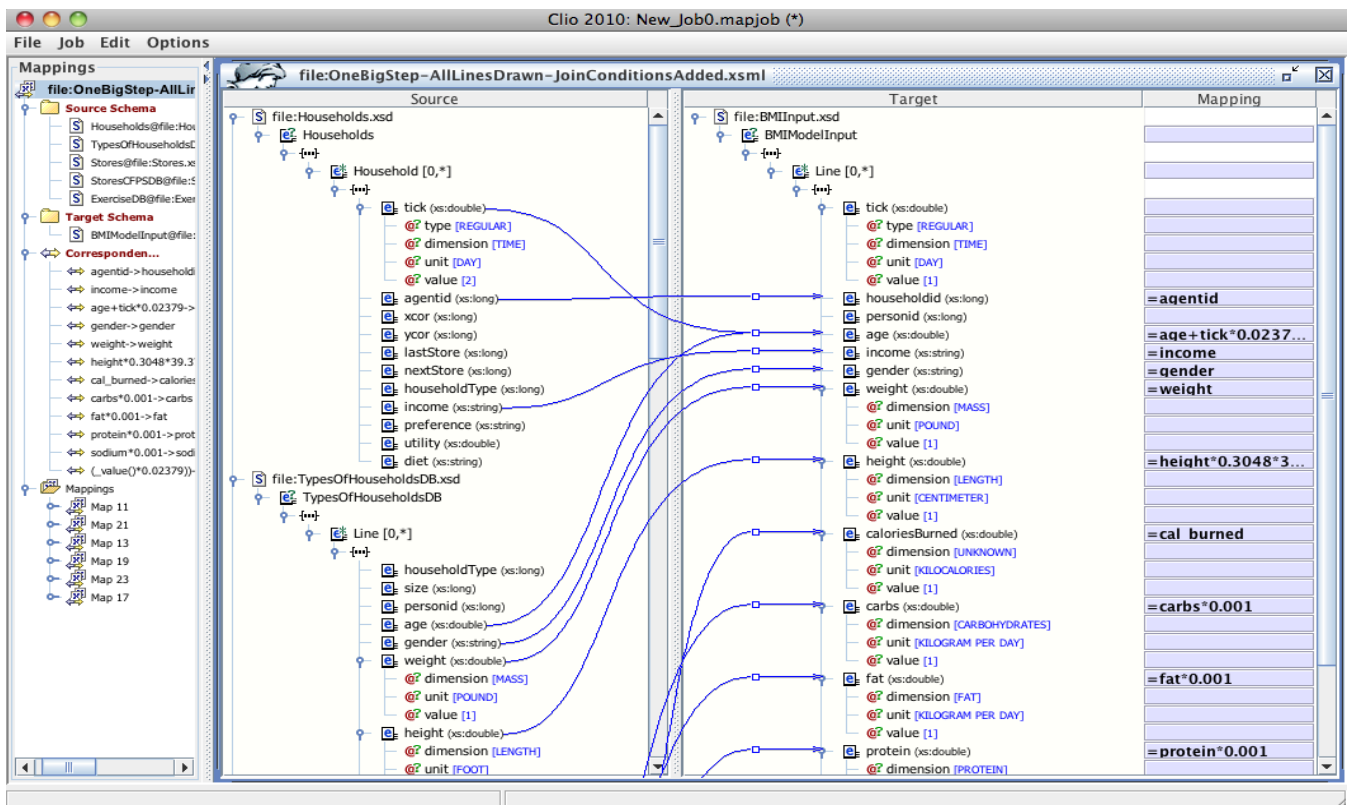 Clio 2010: New_Job0.mapjob (*)
File Job Edit Options
Mappings
file:OneBigStep-AllLir
Source Schema
Households@file:Hou
TypesOfHouseholdsD
Stores@file:Stores.xs
StoresCFPSDB@file:S
ExerciseDB@file:Exer
Target Schema
BMIModelInput@file:
Corresponden...
agentid->householdi
income->income
age+tick*0.02379->
gender->gender
weight->weight
height*0.3048*39.3
cal_burned->calories
carbs*0.001->carbs
fat*0.001->fat
protein*0.001->prot
sodium*0.001->sodi
(_value()*0.02379))-
Mappings
Map 11
Map 21
Map 13
Map 19
Map 23
Map 17
file:OneBigStep-AllLinesDrawn-JoinConditionsAdded.xsml
Source
file:Households.xsd
Households
Household [0,*]
tick (xs:double)
type [REGULAR]
dimension [TIME]
unit [DAY]
value [2]
agentid (xs:long)
xcor (xs:long)
ycor (xs:long)
lastStore (xs:long)
nextStore (xs:long)
householdType (xs:long)
income (xs:string)
preference (xs:string)
utility (xs:double)
diet (xs:string)
file:TypesOfHouseholdsDB.xsd
TypesOfHouseholdsDB
Line [0,*]
householdType (xs:long)
size (xs:long)
personid (xs:long)
age (xs:double)
gender (xs:string)
weight (xs:double)
dimension [MASS]
unit [POUND]
value [1]
height (xs:double)
dimension [LENGTH]
unit [FOOT]
Target
file:BMIInput.xsd
BMIModelInput
Line [0,*]
tick (xs:double)
type [REGULAR]
dimension [TIME]
unit [DAY]
value [1]
householdid (xs:long)
personid (xs:long)
age (xs:double)
income (xs:string)
gender (xs:string)
weight (xs:double)
dimension [MASS]
unit [POUND]
value [1]
height (xs:double)
dimension [LENGTH]
unit [CENTIMETER]
value [1]
caloriesBurned (xs:double)
dimension [UNKNOWN]
unit [KILOCALORIES]
value [1]
carbs (xs:double)
dimension [CARBOHYDRATES]
unit [KILOGRAM PER DAY]
value [1]
fat (xs:double)
dimension [FAT]
unit [KILOGRAM PER DAY]
value [1]
protein (xs:double)
dimension [PROTEIN]
Mapping
=agentid
=age+tick*0.0237...
=income
=gender
=weight
=height*0.3048*3...
=cal_burned
=carbs*0.001
=fat*0.001
=protein*0.001